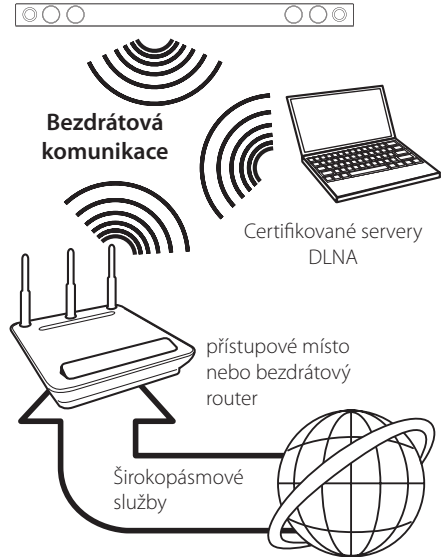 Bezdrátová
komunikace
Certifikované servery
DLNA
přístupové místo
nebo bezdrátový
router
Širokopásmové
služby